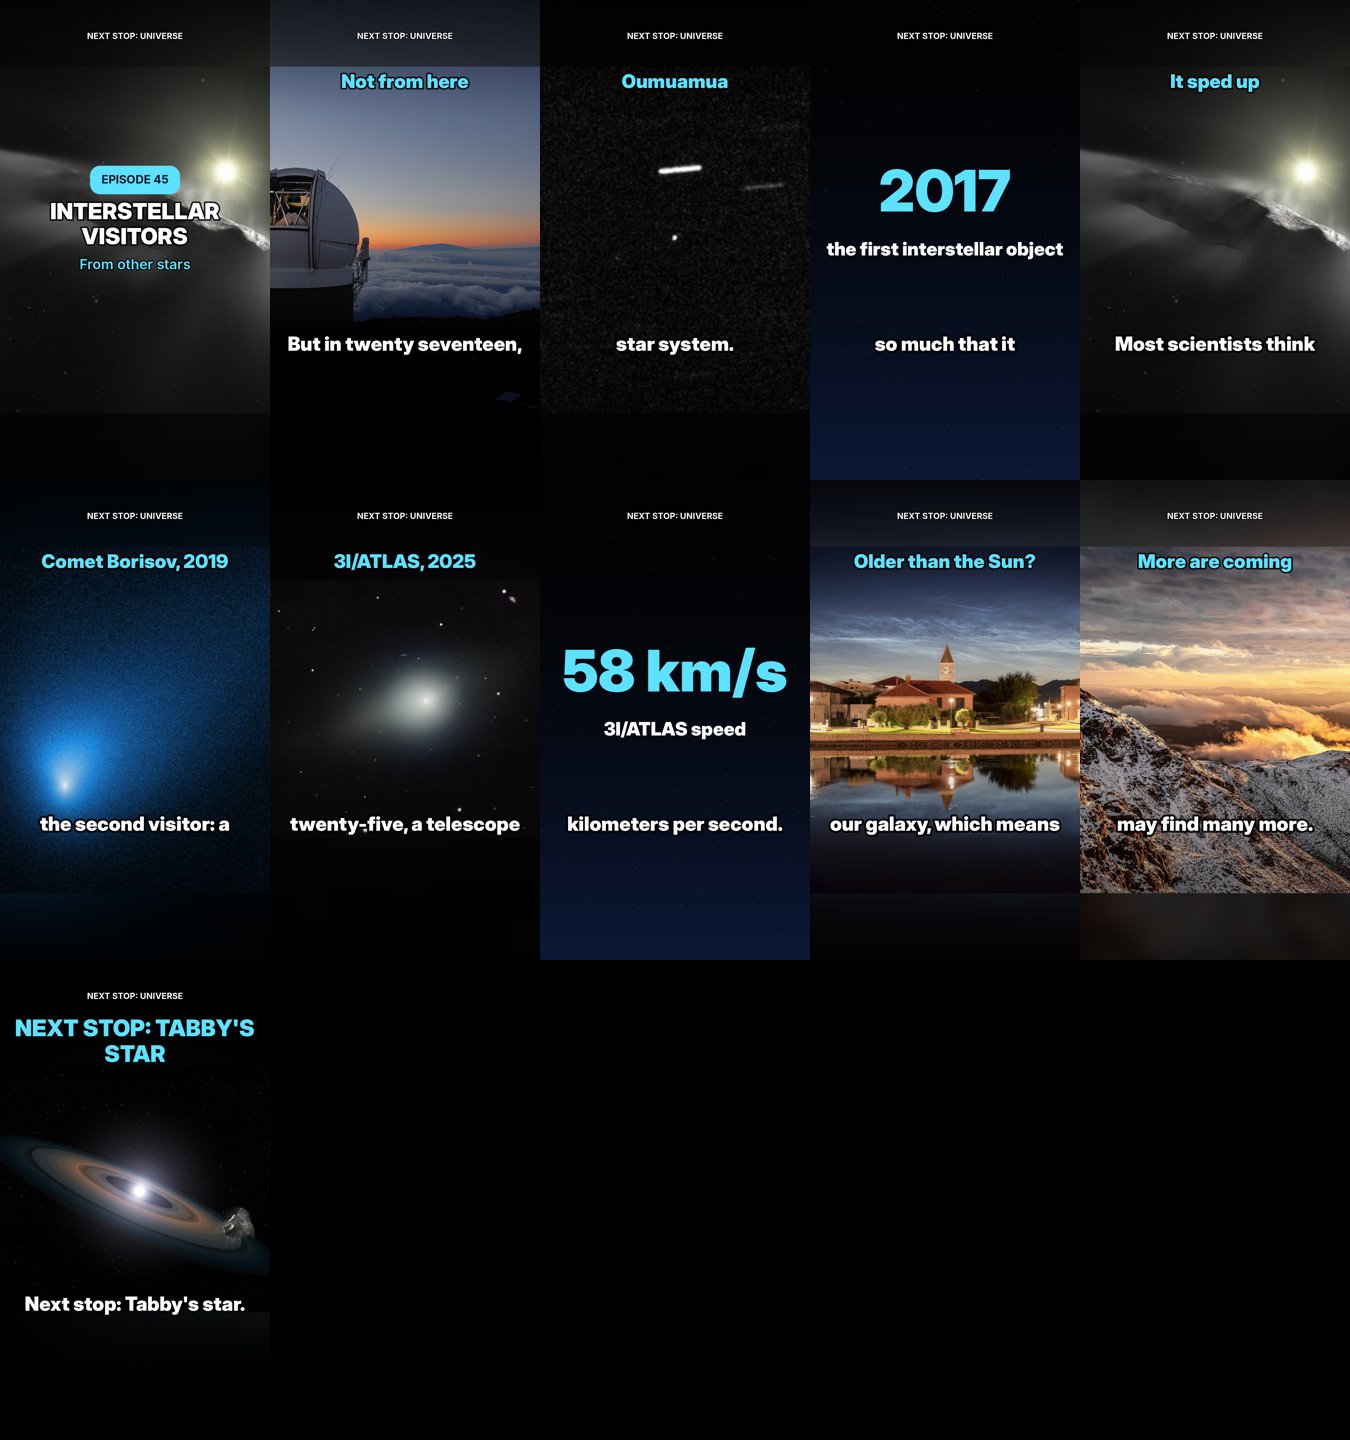 NEXT STOP: UNIVERSE
EPISODE 45
INTERSTELLAR
VISITORS
From other stars
NEXT STOP: UNIVERSE
Not from here
But in twenty seventeen,
NEXT STOP: UNIVERSE
Oumuamua
star system.
NEXT STOP: UNIVERSE
2017
the first interstellar object
so much that it
NEXT STOP: UNIVERSE
It sped up
Most scientists think
NEXT STOP: UNIVERSE
Comet Borisov, 2019
the second visitor: a
NEXT STOP: UNIVERSE
3I/ATLAS, 2025
twenty-five, a telescope
NEXT STOP: UNIVERSE
58 km/s
3I/ATLAS speed
kilometers per second.
NEXT STOP: UNIVERSE
Older than the Sun?
our galaxy, which means
NEXT STOP: UNIVERSE
More are coming
may find many more.
NEXT STOP: UNIVERSE
NEXT STOP: TABBY'S
STAR
Next stop: Tabby's star.